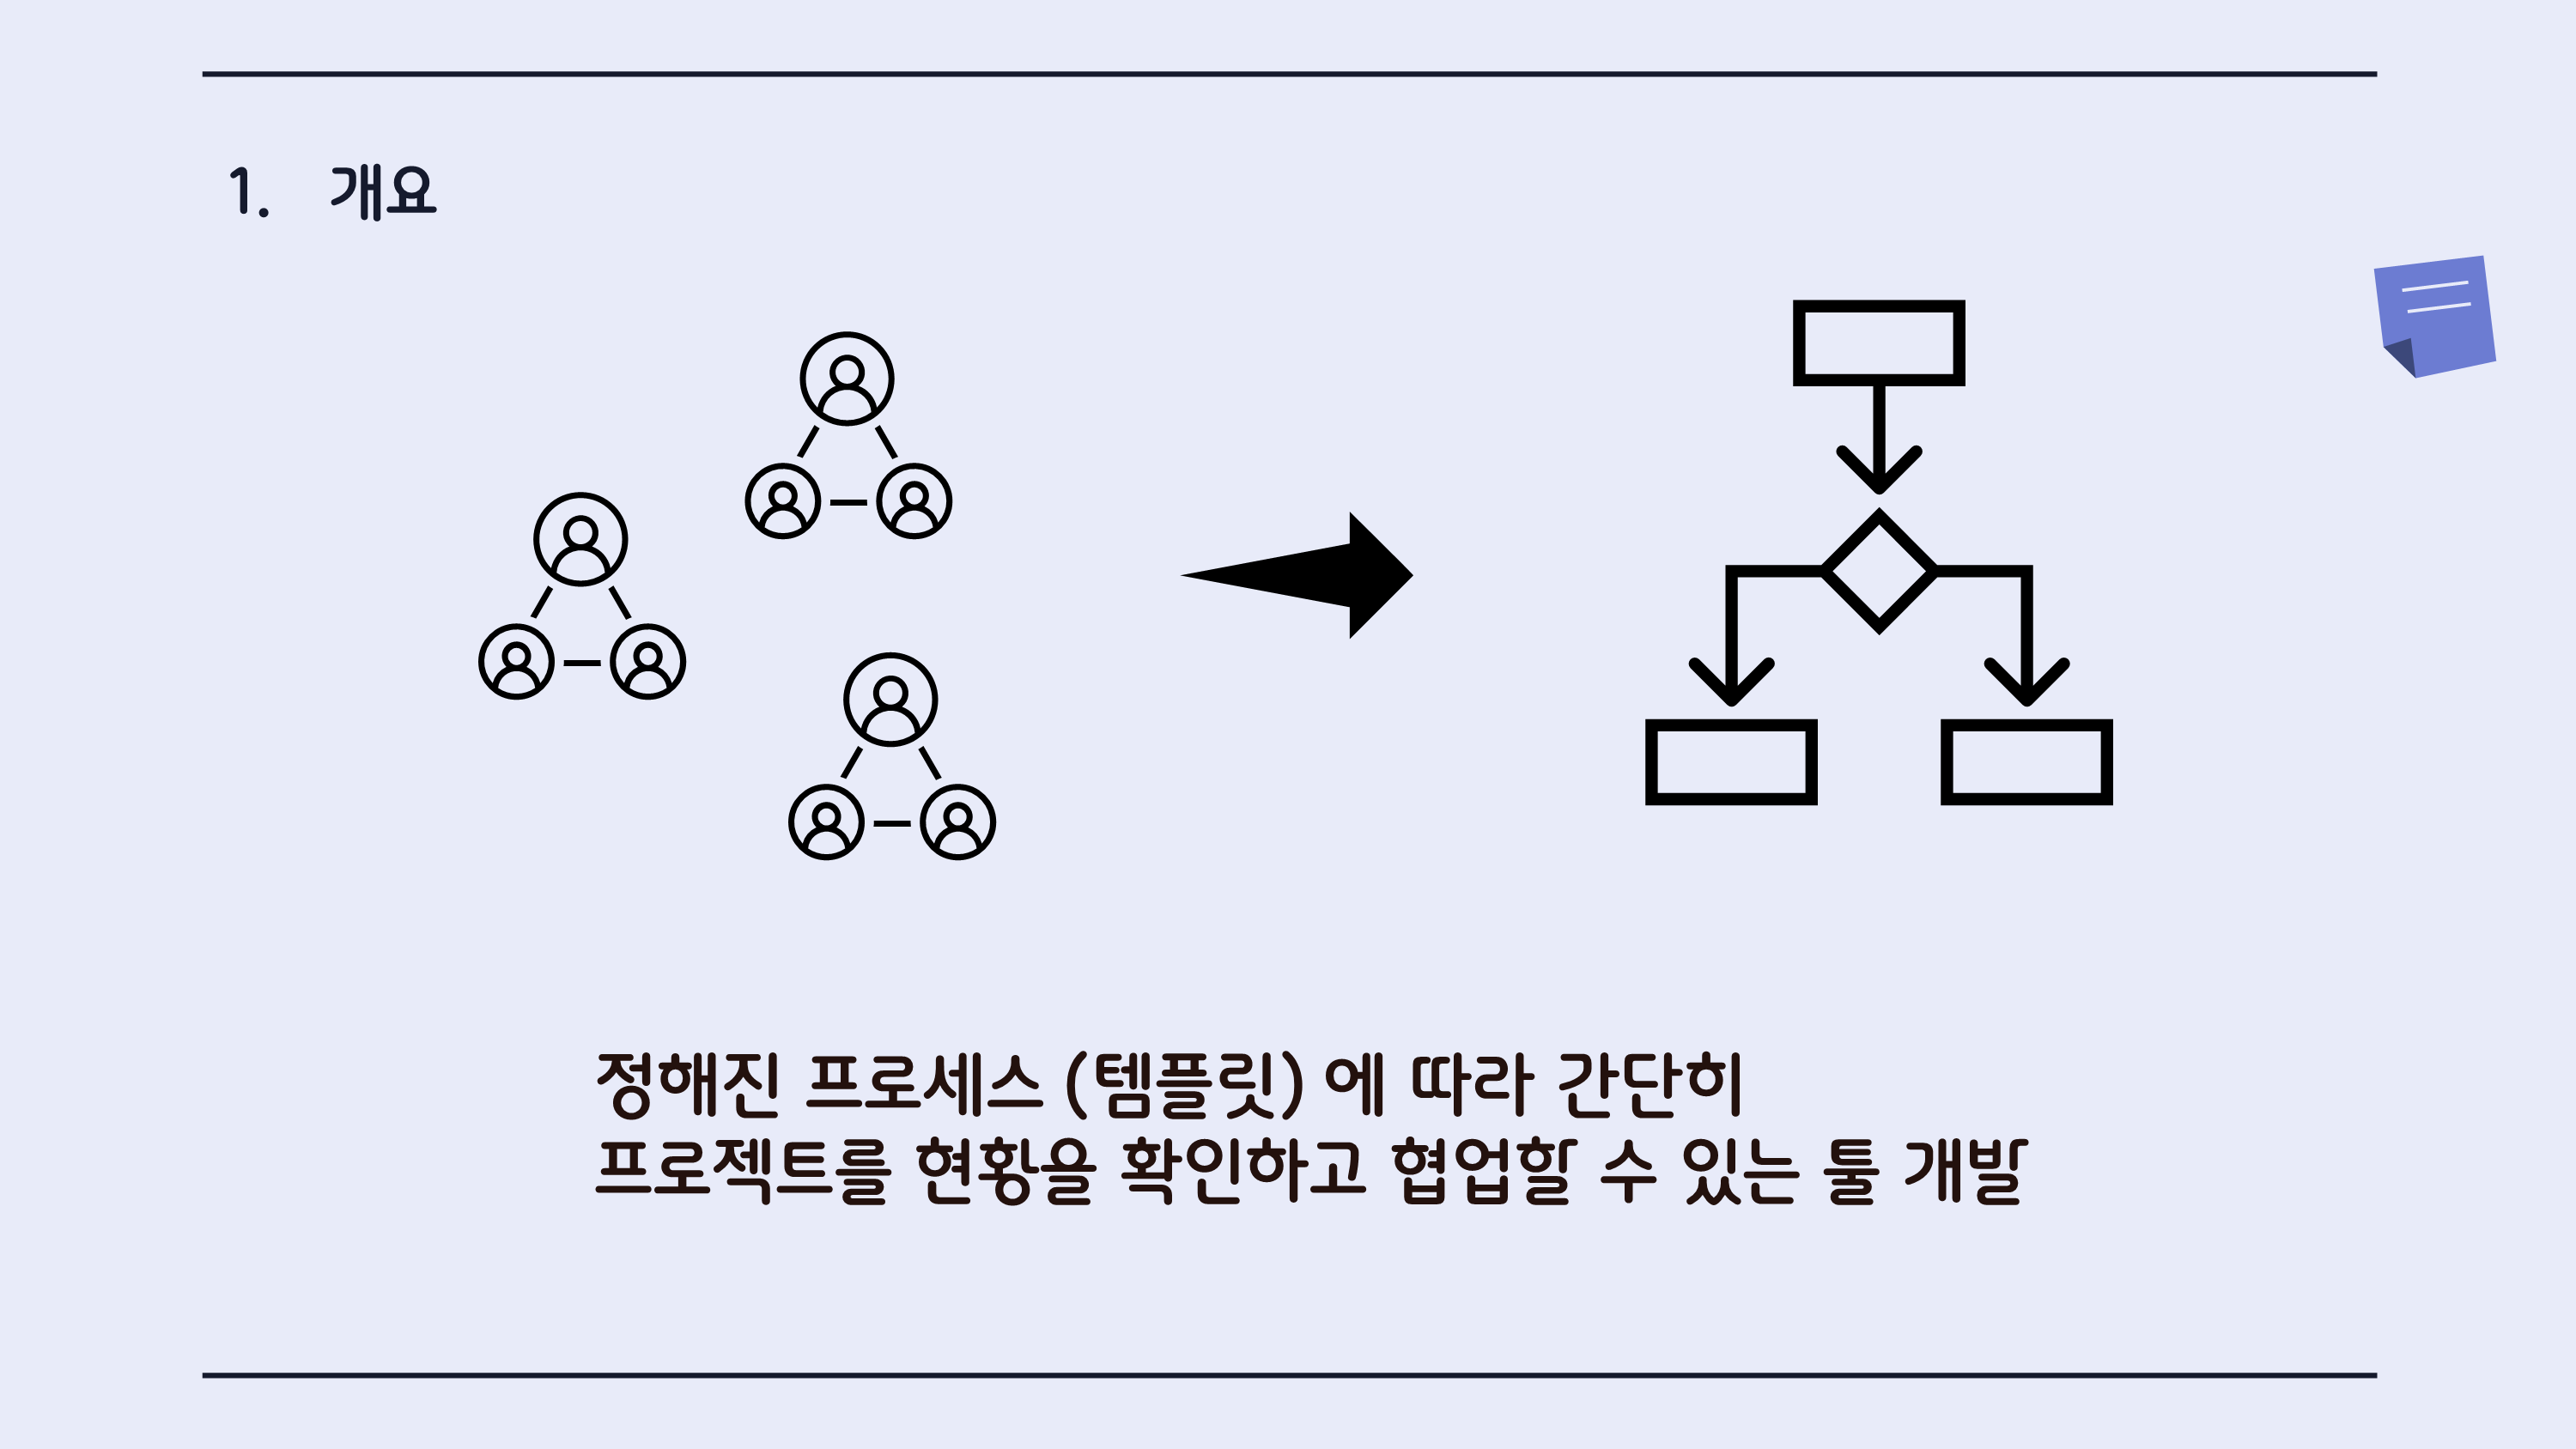 1. 개요
정해진 프로세스 (템플릿) 에 따라 간단히
프로젝트를 현황을 확인하고 협업할 수 있는 툴 개발